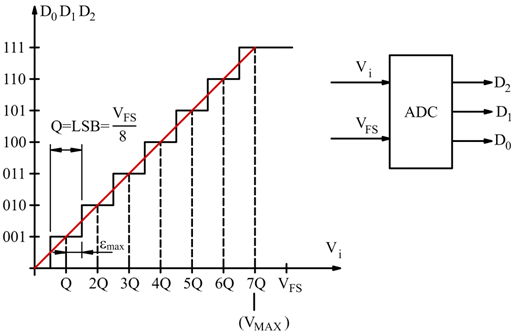 D₀ D₁ D₂
111
110
101
100
011
010
001
Q=LSB= V_FS/8
ε_max
Q 2Q 3Q 4Q 5Q 6Q 7Q V_FS
V_i
(V_MAX)
V_i
V_FS
ADC
D₂
D₁
D₀